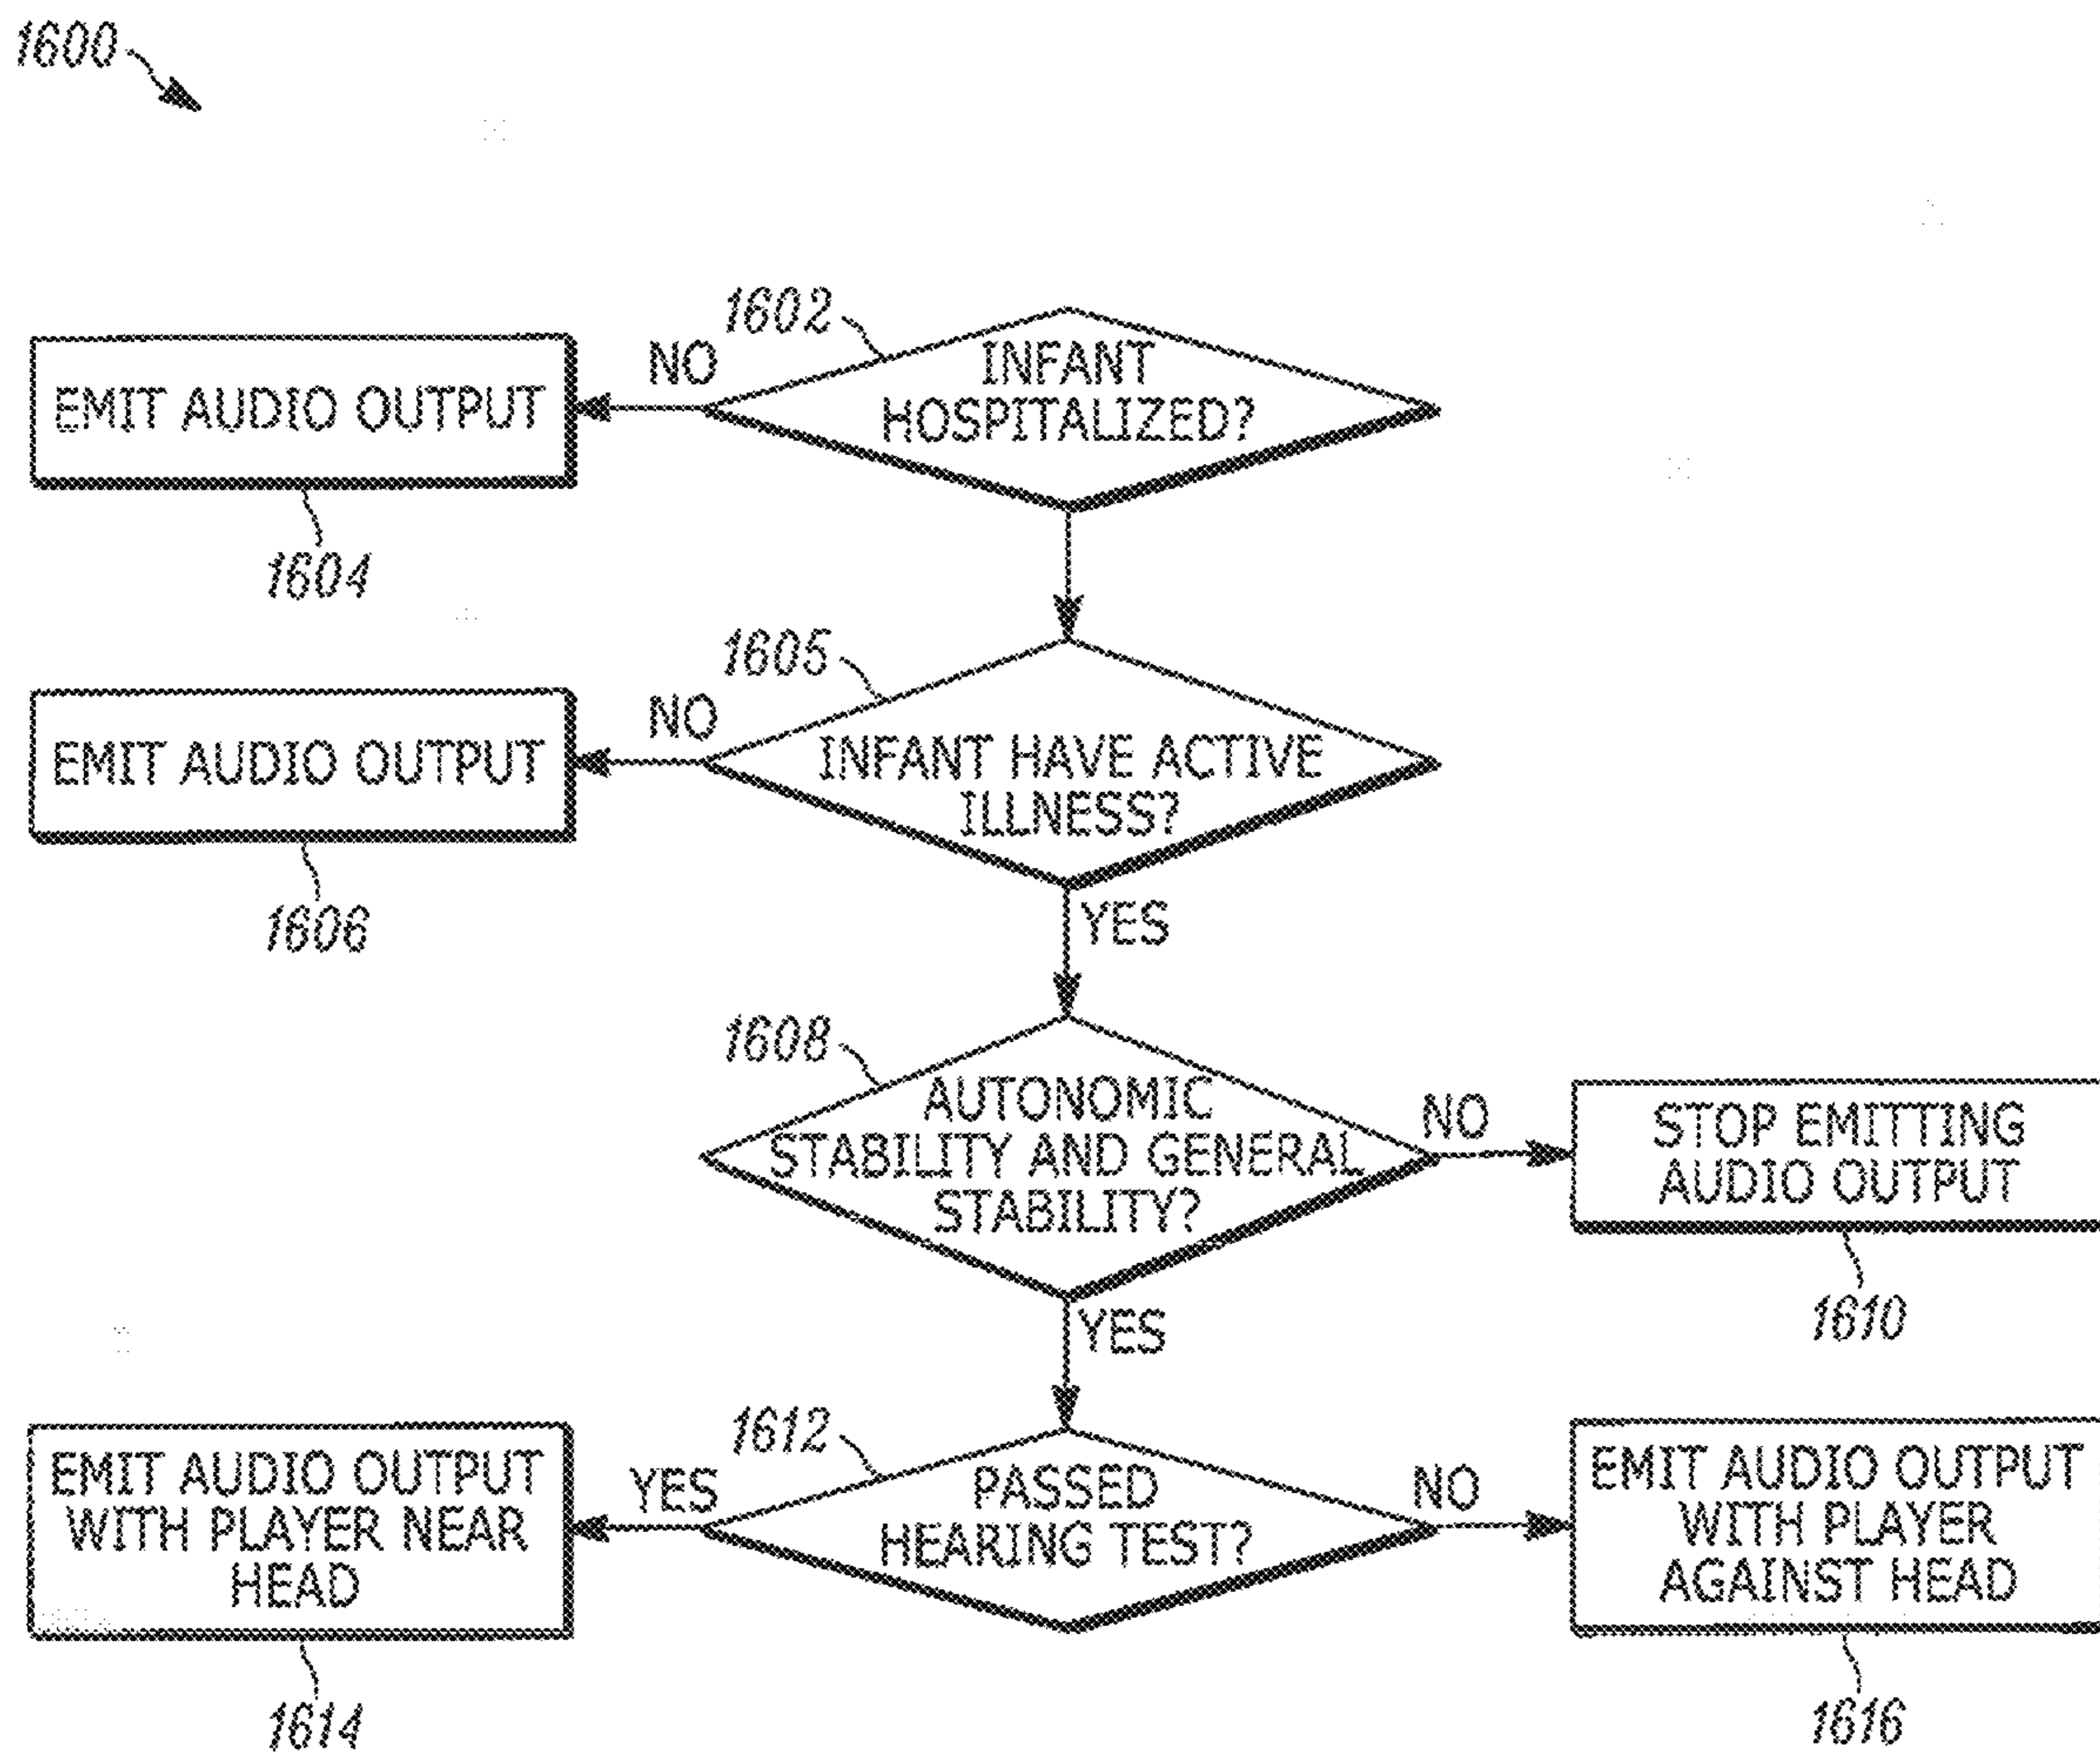 1600
1602
INFANT
HOSPITALIZED?
NO
EMIT AUDIO OUTPUT
1604
1605
INFANT HAVE ACTIVE
ILLNESS?
NO
EMIT AUDIO OUTPUT
1606
YES
1608
AUTONOMIC
STABILITY AND GENERAL
STABILITY?
NO
STOP EMITTING
AUDIO OUTPUT
1610
YES
1612
PASSED
HEARING TEST?
YES
EMIT AUDIO OUTPUT
WITH PLAYER NEAR
HEAD
1614
NO
EMIT AUDIO OUTPUT
WITH PLAYER
AGAINST HEAD
1616